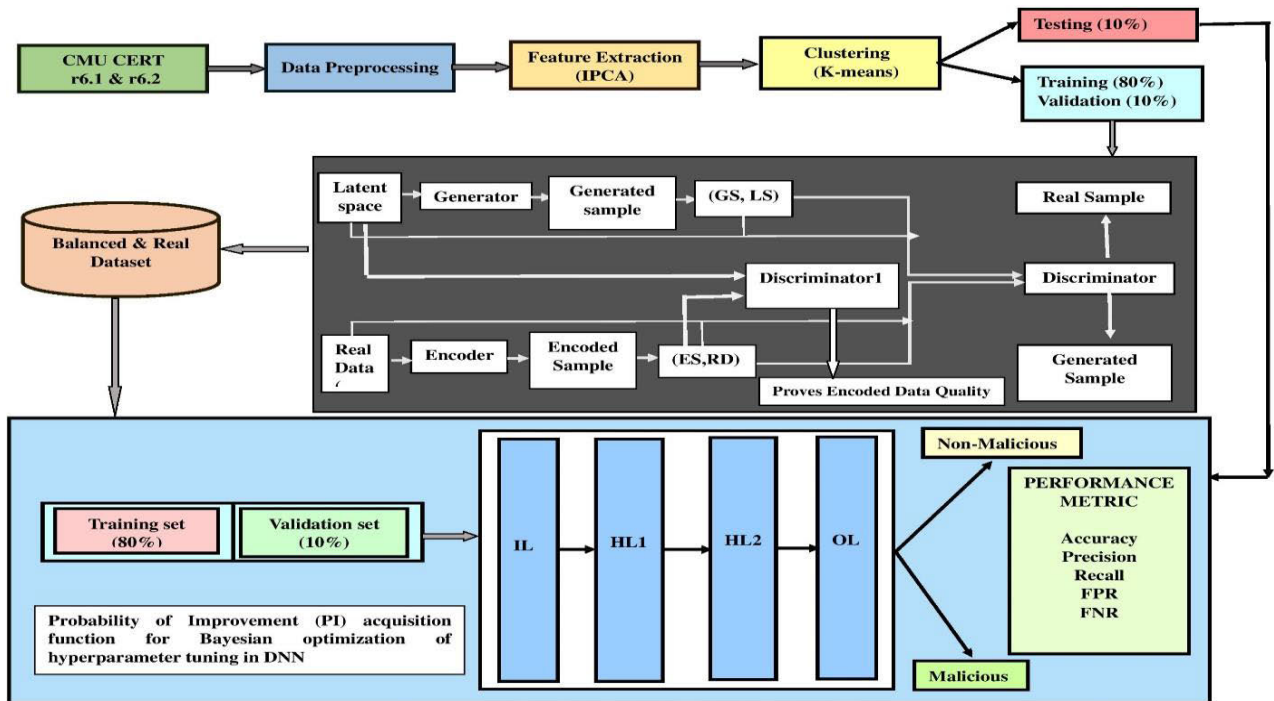 CMU CERT
r6.1 & r6.2
Data Preprocessing
Feature Extraction
(IPCA)
Clustering
(K-means)
Testing (10%)
Training (80%)
Validation (10%)
Latent
space
Generator
Generated
sample
(GS, LS)
Real Sample
Balanced & Real
Dataset
Discriminator1
Discriminator
Real
Data (
Encoder
Encoded
Sample
(ES,RD)
Generated
Sample
Proves Encoded Data Quality
Training set
(80%)
Validation set
(10%)
IL
HL1
HL2
OL
Non-Malicious
Malicious
PERFORMANCE
METRIC
Accuracy
Precision
Recall
FPR
FNR
Probability of Improvement (PI) acquisition
function for Bayesian optimization of
hyperparameter tuning in DNN